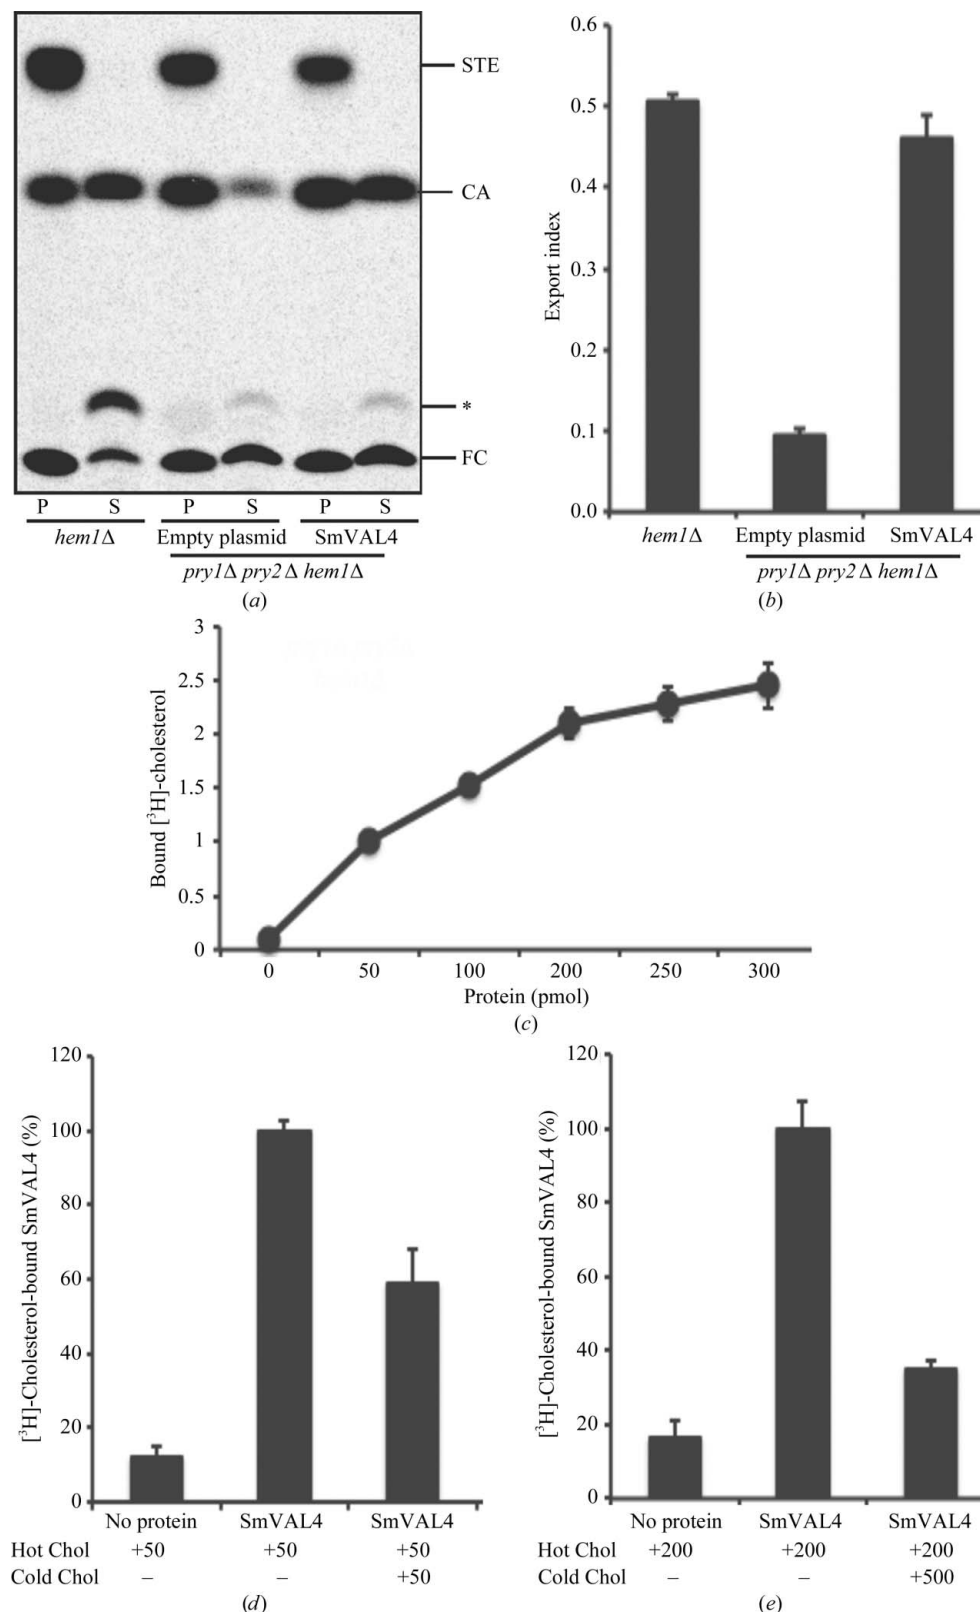 STE
CA
*
FC
P S P S P S
hem1Δ Empty plasmid SmVAL4
pry1Δ pry2Δ hem1Δ
(a)
Export index
0.6
0.5
0.4
0.3
0.2
0.1
0.0
hem1Δ Empty plasmid SmVAL4
pry1Δ pry2Δ hem1Δ
(b)
Bound [³H]-cholesterol
3
2.5
2
1.5
1
0.5
0
0 50 100 200 250 300
Protein (pmol)
(c)
[³H]-Cholesterol-bound SmVAL4 (%)
120
100
80
60
40
20
0
No protein SmVAL4 SmVAL4
Hot Chol +50 +50 +50
Cold Chol – – +50
(d)
[³H]-Cholesterol-bound SmVAL4 (%)
120
100
80
60
40
20
0
No protein SmVAL4 SmVAL4
Hot Chol +200 +200 +200
Cold Chol – – +500
(e)